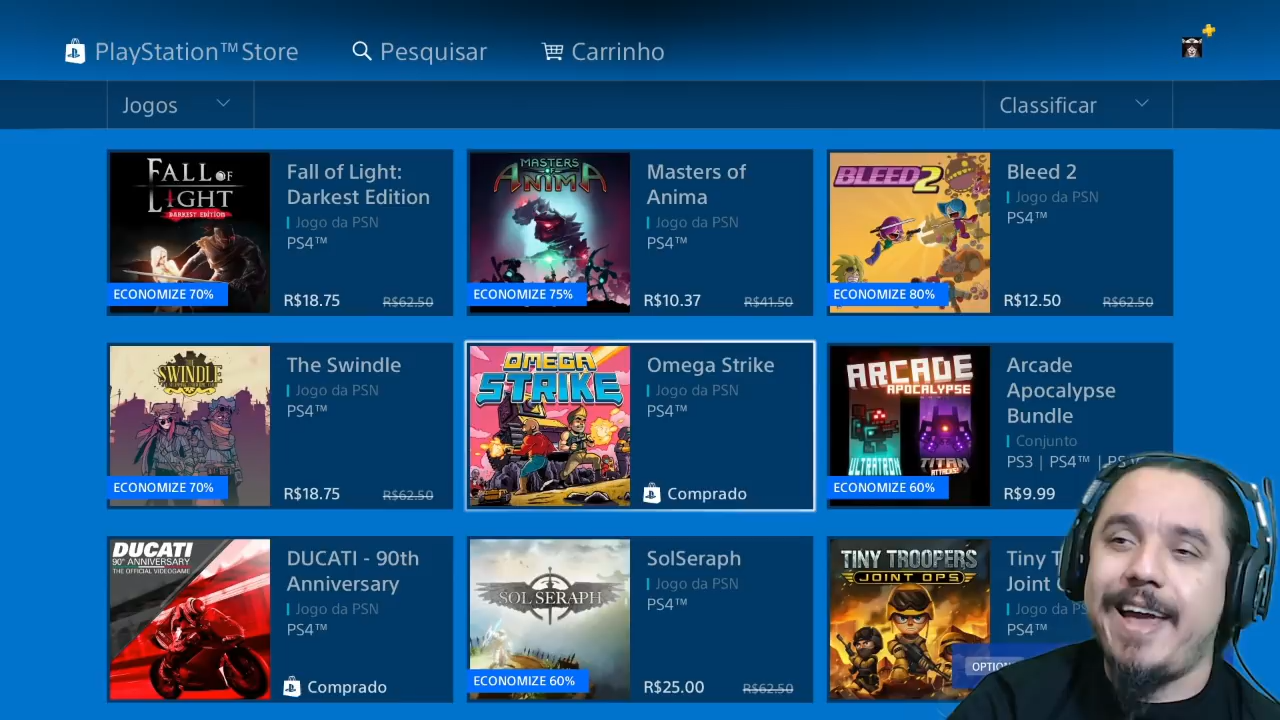 PlayStation™Store
Pesquisar
Carrinho
Jogos
Classificar
FALL OF
LIGHT
DARKEST EDITION
ECONOMIZE 70%
Fall of Light:
Darkest Edition
Jogo da PSN
PS4™
R$18.75
R$62.50
MASTERS
OF
ANIMA
ECONOMIZE 75%
Masters of
Anima
Jogo da PSN
PS4™
R$10.37
R$41.50
BLEED 2
ECONOMIZE 80%
Bleed 2
Jogo da PSN
PS4™
R$12.50
R$62.50
THE
SWINDLE
ECONOMIZE 70%
The Swindle
Jogo da PSN
PS4™
R$18.75
R$62.50
OMEGA
STRIKE
Omega Strike
Jogo da PSN
PS4™
Comprado
ARCADE
APOCALYPSE
ULTRATRON
TITAN
ATTACKS
ECONOMIZE 60%
Arcade
Apocalypse
Bundle
Conjunto
PS3 | PS4™ | PS
R$9.99
DUCATI
90th ANNIVERSARY
THE OFFICIAL VIDEOGAME
DUCATI - 90th
Anniversary
Jogo da PSN
PS4™
Comprado
SOL SERAPH
ECONOMIZE 60%
SolSeraph
Jogo da PSN
PS4™
R$25.00
R$62.50
TINY TROOPERS
JOINT OPS
Tiny T
Joint
Jogo da PS
PS4™
OPTION